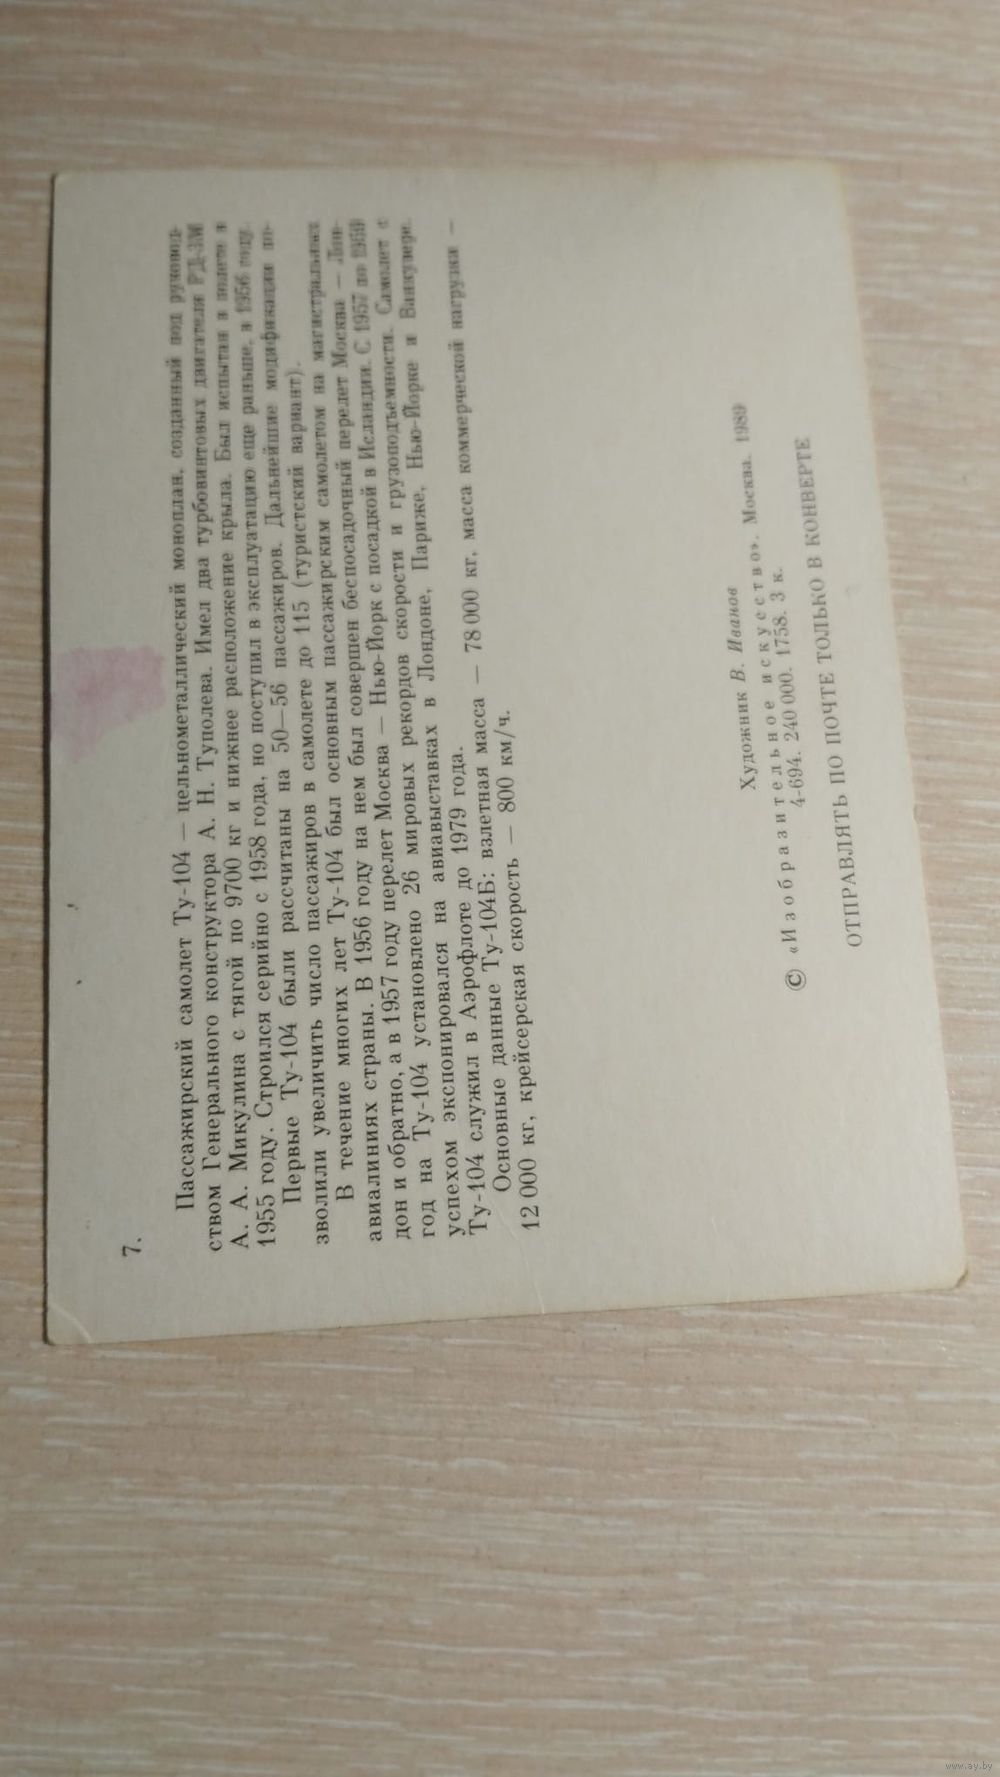 7.
Пассажирский самолет Ту-104 — цельнометаллический моноплан, созданный под руковод-
ством Генерального конструктора А. Н. Туполева. Имел два турбовинтовых двигателя РД-3М
А. А. Микулина с тягой по 9700 кг и нижнее расположение крыла. Был испытан в полете в
1955 году. Строился серийно с 1958 года, но поступил в эксплуатацию еще раньше, в 1956 году.
Первые Ту-104 были рассчитаны на 50—56 пассажиров. Дальнейшие модификации по-
зволили увеличить число пассажиров в самолете до 115 (туристский вариант).
В течение многих лет Ту-104 был основным пассажирским самолетом на магистральных
авиалиниях страны. В 1956 году на нем был совершен беспосадочный перелет Москва — Лон-
дон и обратно, а в 1957 году перелет Москва — Нью-Йорк с посадкой в Исландии. С 1957 по
год на Ту-104 установлено 26 мировых рекордов скорости и грузоподъемности. Самолет с
успехом экспонировался на авиавыставках в Лондоне, Париже, Нью-Йорке и Ванкувере.
Ту-104 служил в Аэрофлоте до 1979 года.
Основные данные Ту-104Б: взлетная масса — 78 000 кг, масса коммерческой нагрузки —
12 000 кг, крейсерская скорость — 800 км/ч.
Художник В. Иванов
© «Изобразительное искусство». Москва. 1989
4-694. 240 000. 1758. 3 к.
ОТПРАВЛЯТЬ ПО ПОЧТЕ ТОЛЬКО В КОНВЕРТЕ
www.ay.by